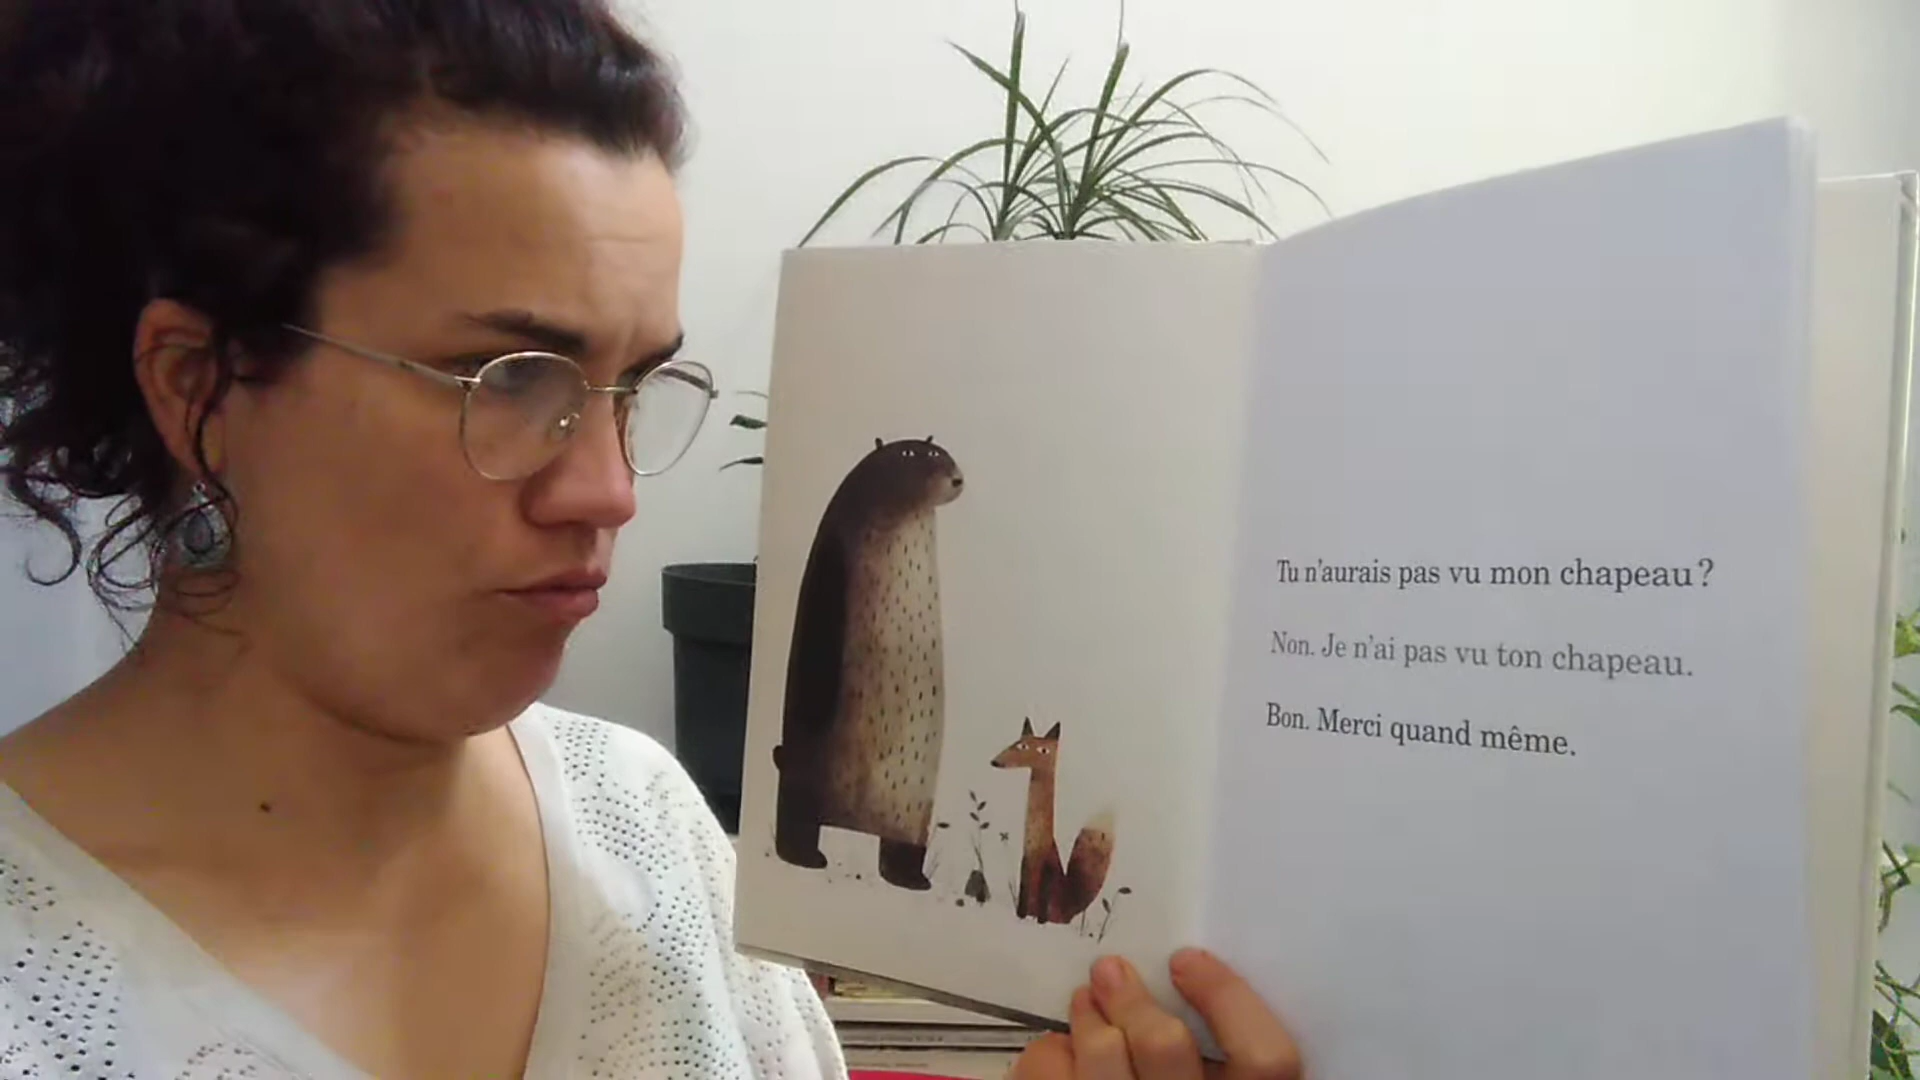 Tu n'aurais pas vu mon chapeau ?
Non. Je n'ai pas vu ton chapeau.
Bon. Merci quand même.